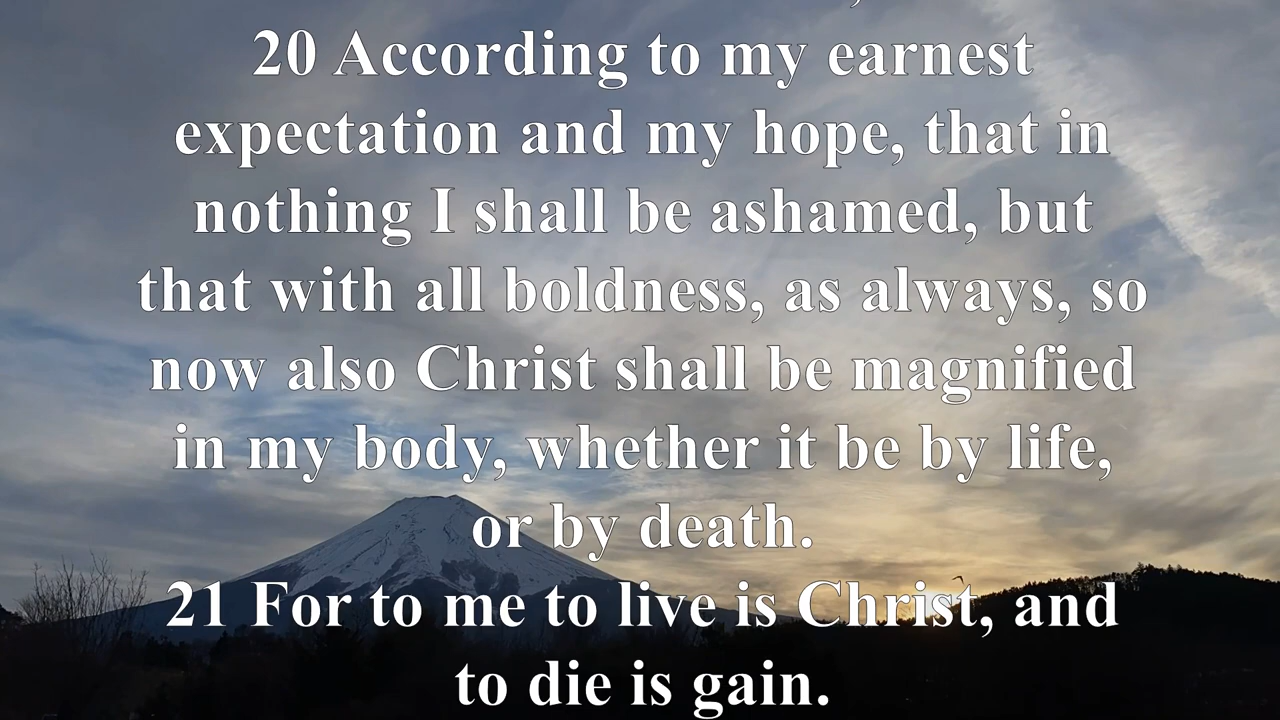 20 According to my earnest
expectation and my hope, that in
nothing I shall be ashamed, but
that with all boldness, as always, so
now also Christ shall be magnified
in my body, whether it be by life,
or by death.
21 For to me to live is Christ, and
to die is gain.